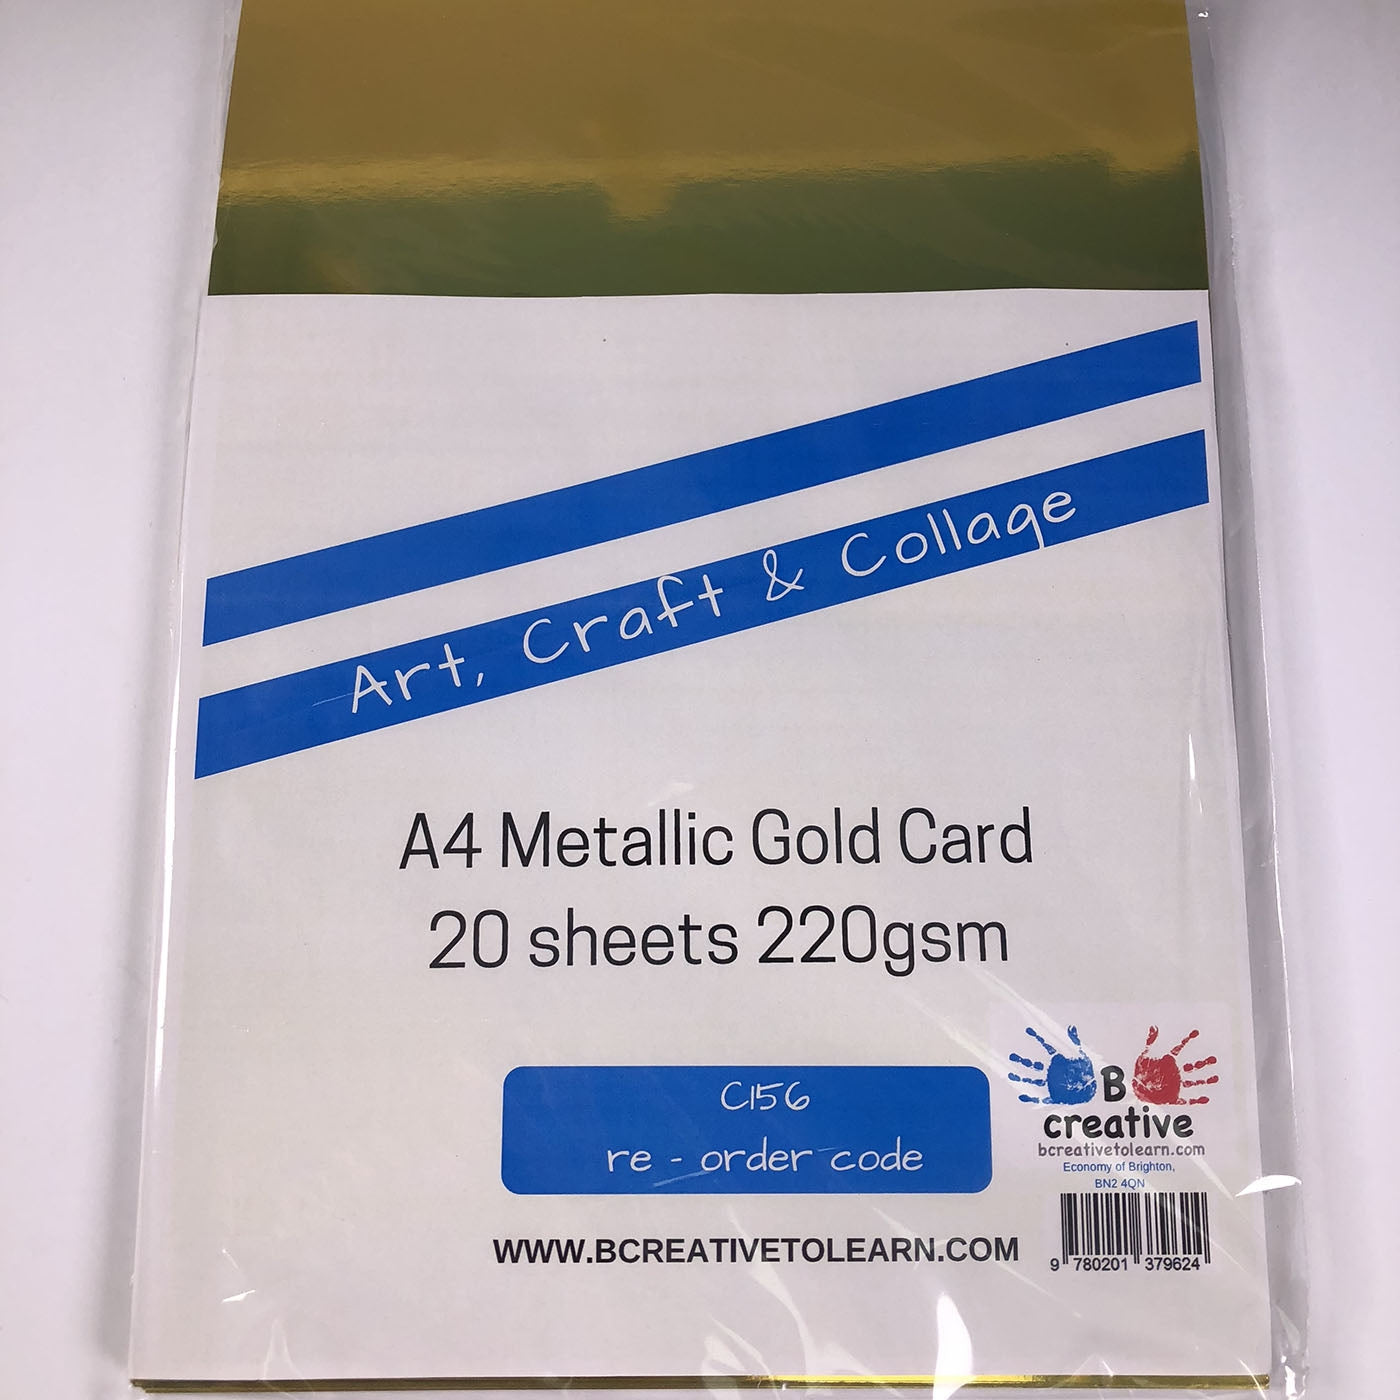 Art, Craft & Collage
A4 Metallic Gold Card
20 sheets 220gsm
C156
re - order code
B
creative
bcreativetolearn.com
Economy of Brighton,
BN2 4QN
WWW.BCREATIVETOLEARN.COM
9 780201 379624